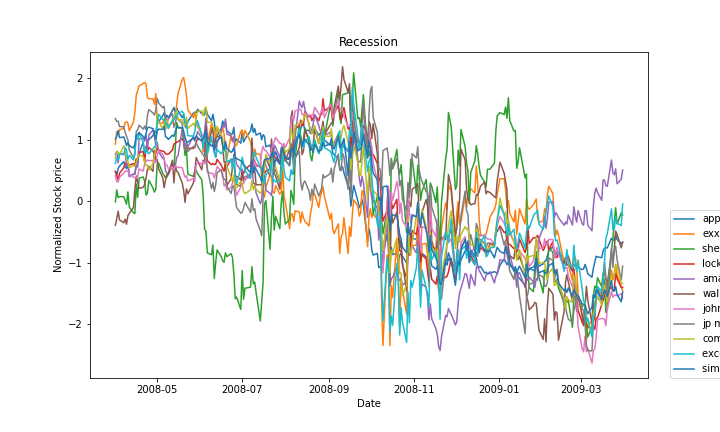 Recession
Normalized Stock price
2
1
0
−1
−2
2008-05 2008-07 2008-09 2008-11 2009-01 2009-03
Date
app
exx
she
lock
ama
wal
john
jp m
com
exc
sim